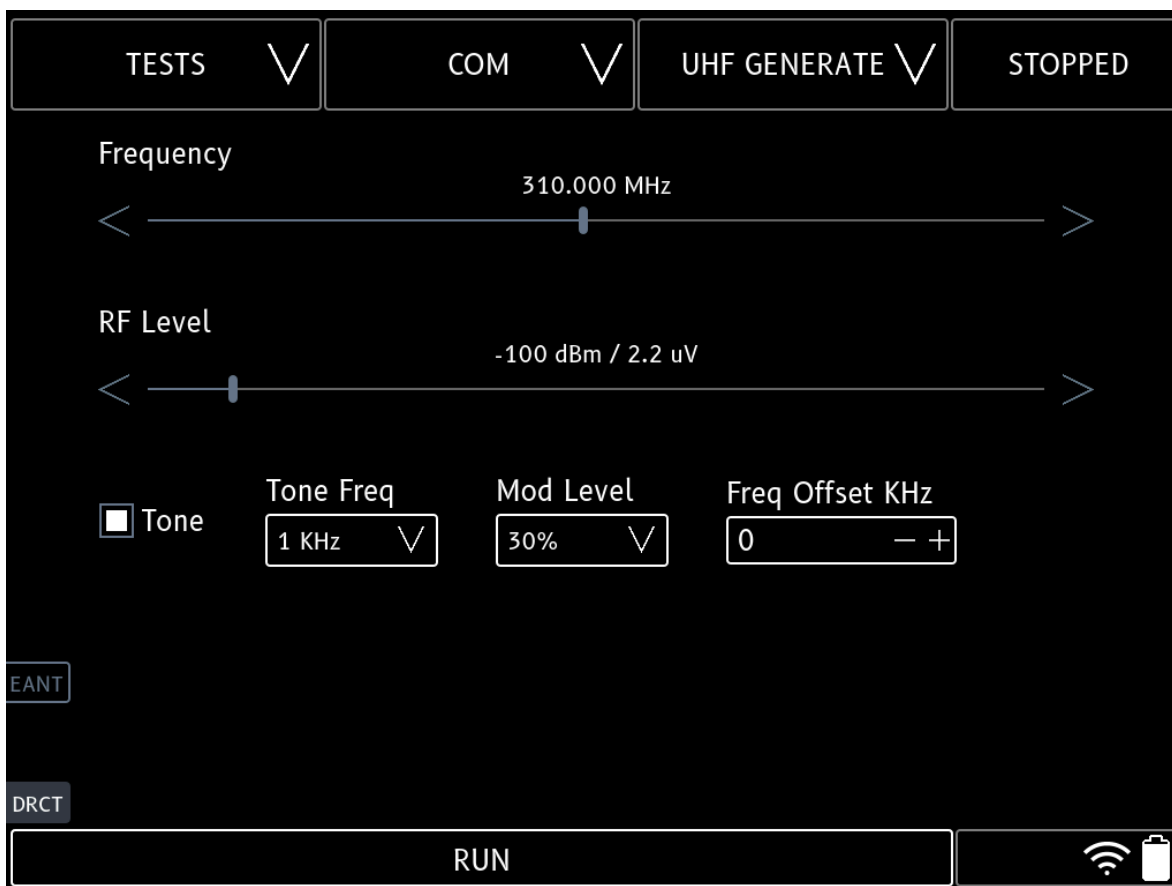 TESTS COM UHF GENERATE STOPPED
Frequency
310.000 MHz
RF Level
-100 dBm / 2.2 uV
Tone Freq Mod Level Freq Offset KHz
Tone 1 KHz 30% 0 − +
EANT
DRCT
RUN